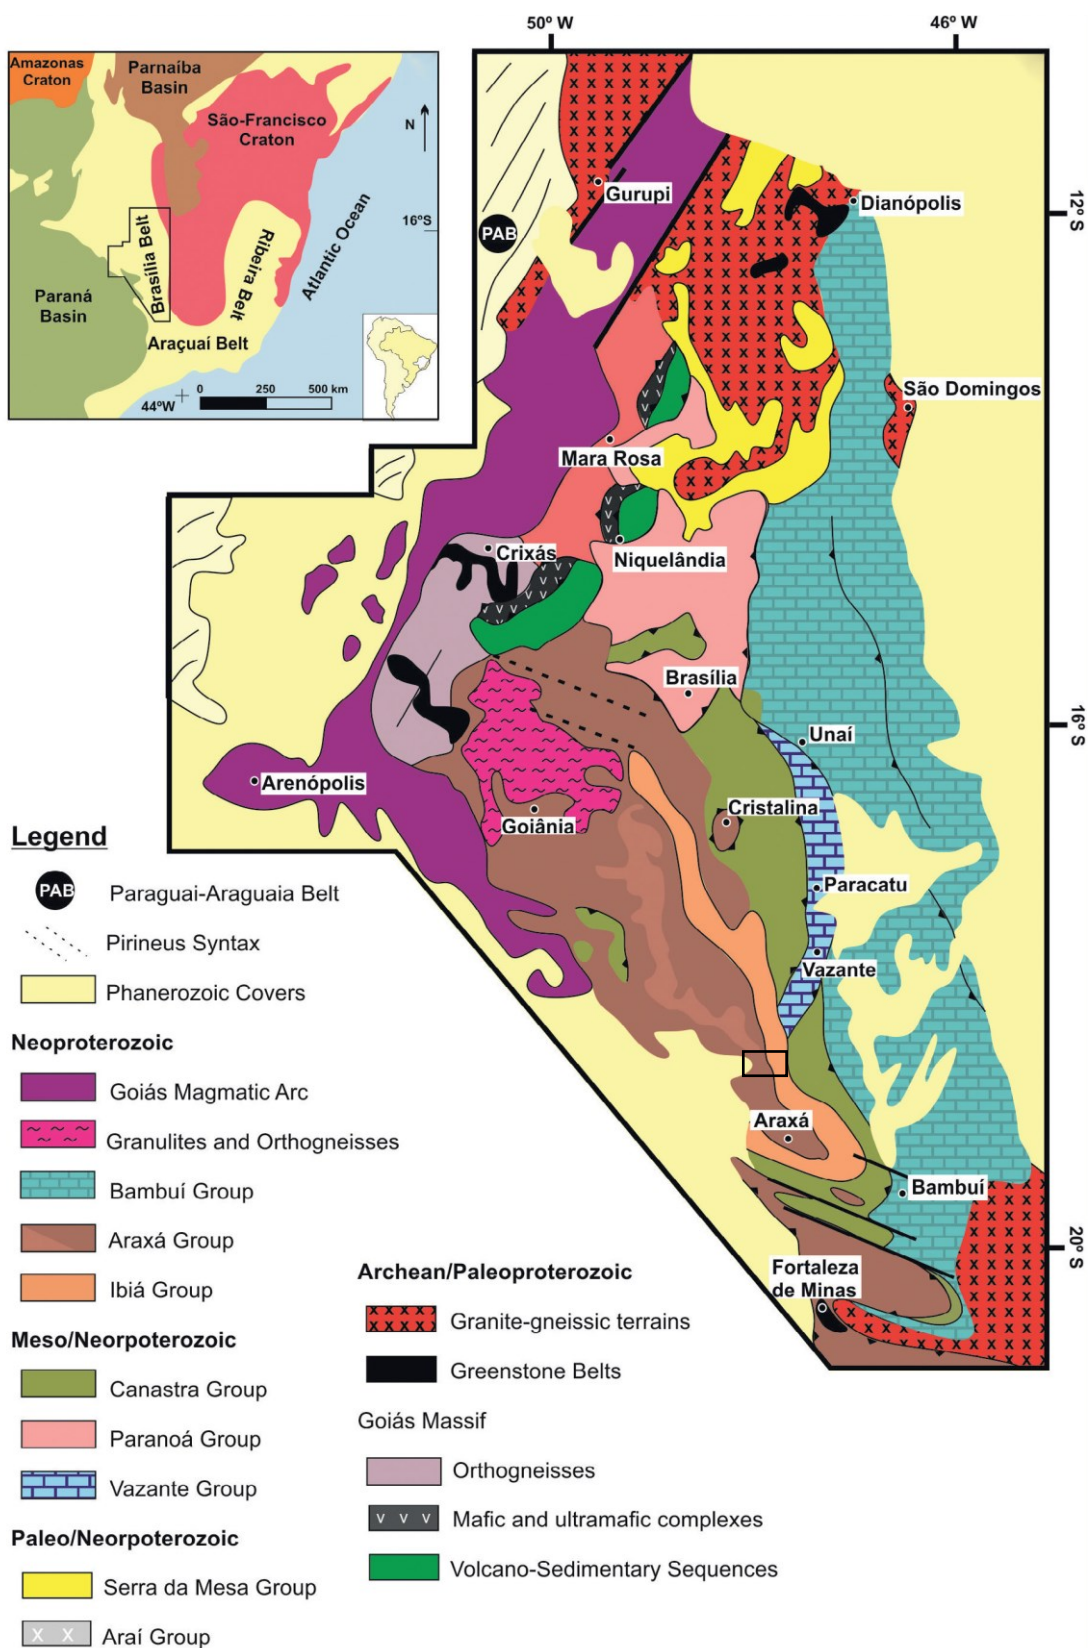 50º W
46º W
Amazonas
Craton
Parnaíba
Basin
São-Francisco
Craton
N
16ºS
Brasília Belt
Ribeira Belt
Atlantic Ocean
Paraná
Basin
Araçuaí Belt
0 250 500 km
44ºW
Gurupi
Dianópolis
12ºS
PAB
São Domingos
Mara Rosa
Crixás
Niquelândia
Brasília
Unaí
16ºS
Arenópolis
Cristalina
Goiânia
Paracatu
Vazante
Araxá
Bambuí
20ºS
Fortaleza
de Minas
Legend
PAB Paraguai-Araguaia Belt
Pirineus Syntax
Phanerozoic Covers
Neoproterozoic
Goiás Magmatic Arc
Granulites and Orthogneisses
Bambuí Group
Araxá Group
Ibiá Group
Meso/Neorpoterozoic
Canastra Group
Paranoá Group
Vazante Group
Paleo/Neorpoterozoic
Serra da Mesa Group
Araí Group
Archean/Paleoproterozoic
Granite-gneissic terrains
Greenstone Belts
Goiás Massif
Orthogneisses
Mafic and ultramafic complexes
Volcano-Sedimentary Sequences